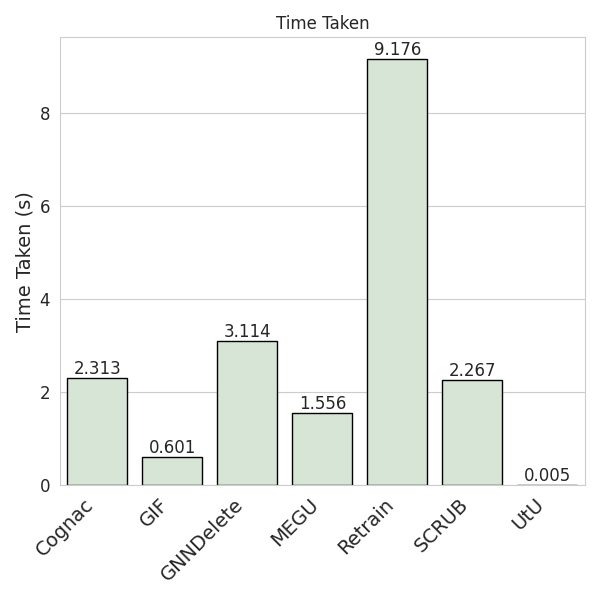 Time Taken
9.176
8
6
Time Taken (s)
4
3.114
2.313
2.267
2
1.556
0.601
0.005
0
Cognac
GIF
GNNDelete
MEGU
Retrain
SCRUB
UtU